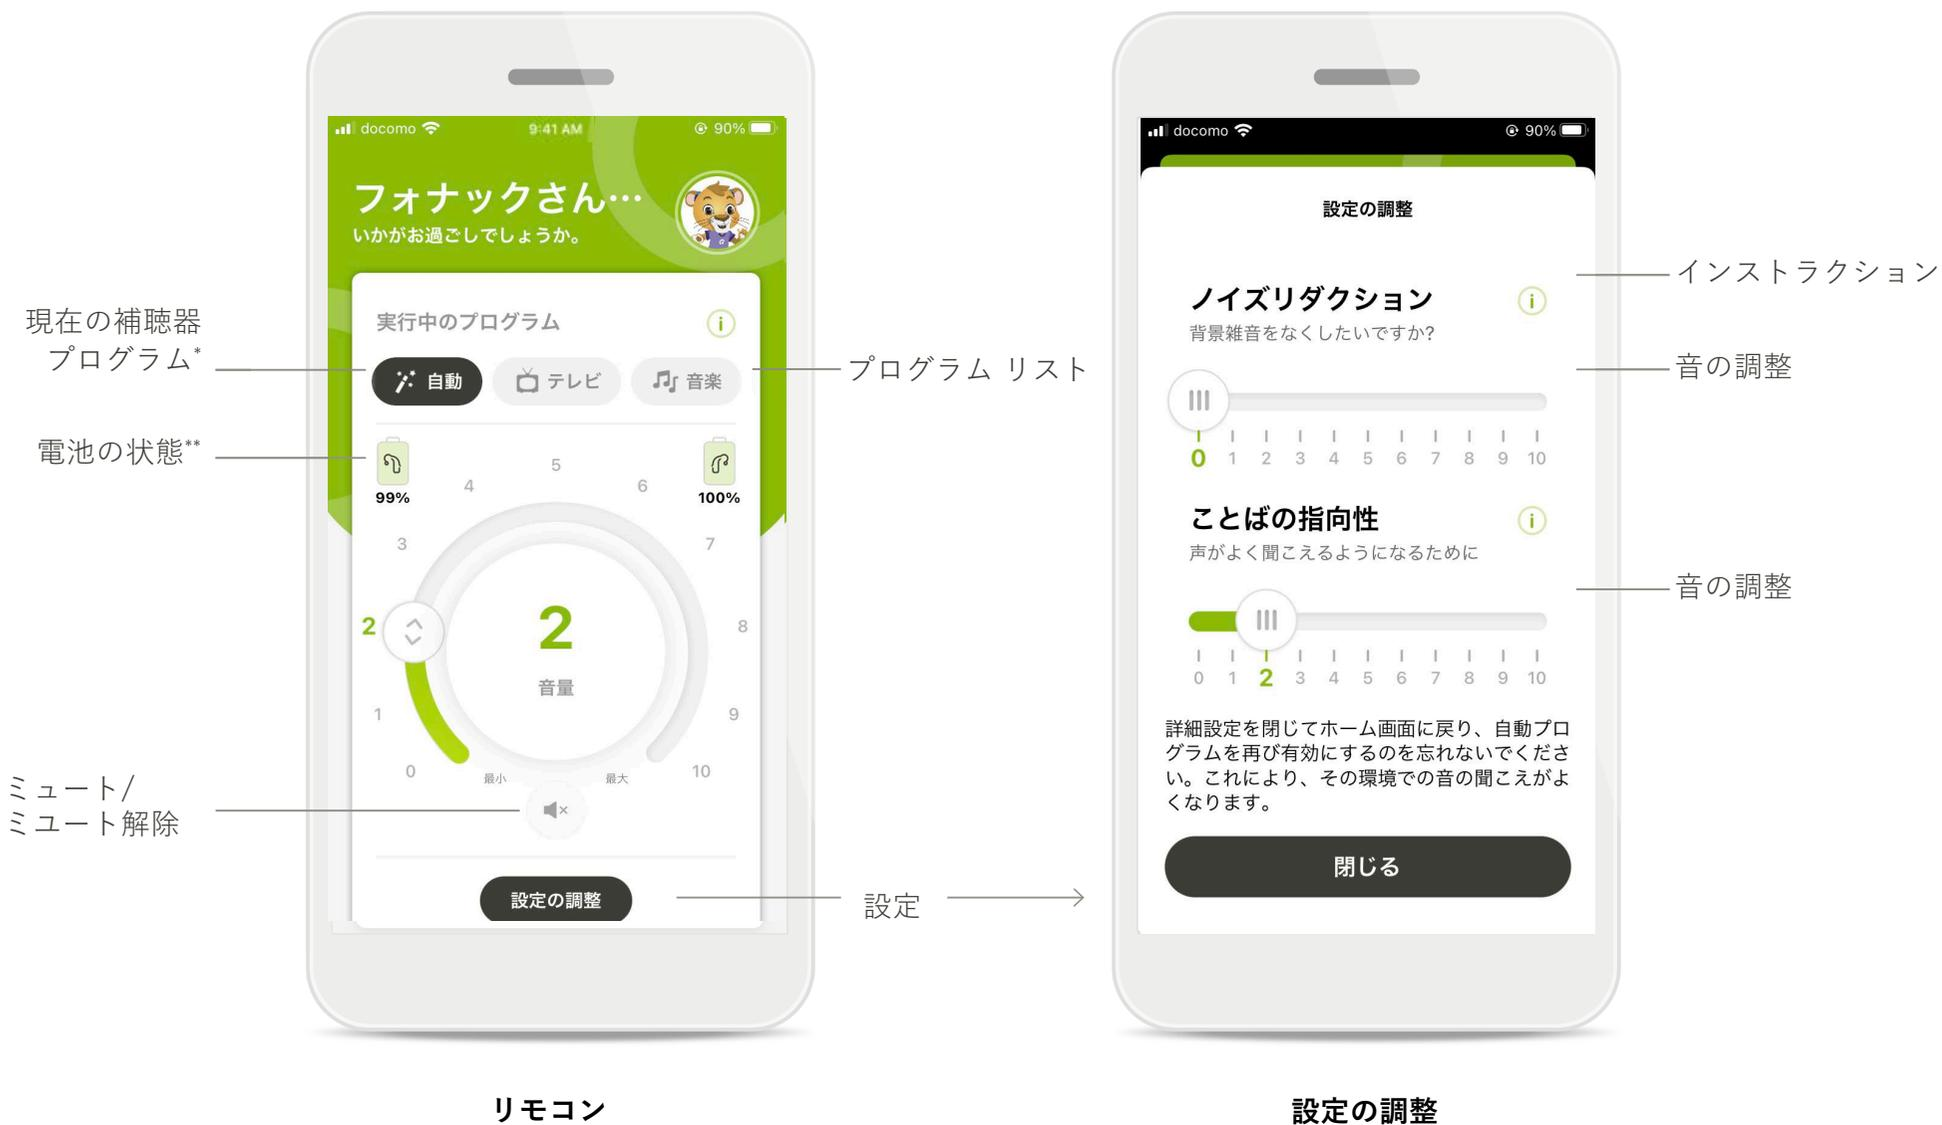 docomo 9:41 AM 90%
フォナックさん…
いかがお過ごしでしょうか。
実行中のプログラム
自動 テレビ 音楽
99% 100%
0 1 2 3 4 5 6 7 8 9 10
2
音量
最小 最大
設定の調整
現在の補聴器
プログラム*
電池の状態**
ミュート/
ミュート解除
プログラム リスト
設定
リモコン
docomo 90%
設定の調整
ノイズリダクション
背景雑音をなくしたいですか?
0 1 2 3 4 5 6 7 8 9 10
ことばの指向性
声がよく聞こえるようになるために
0 1 2 3 4 5 6 7 8 9 10
詳細設定を閉じてホーム画面に戻り、自動プロ
グラムを再び有効にするのを忘れないでくださ
い。これにより、その環境での音の聞こえがよ
くなります。
閉じる
インストラクション
音の調整
音の調整
設定の調整